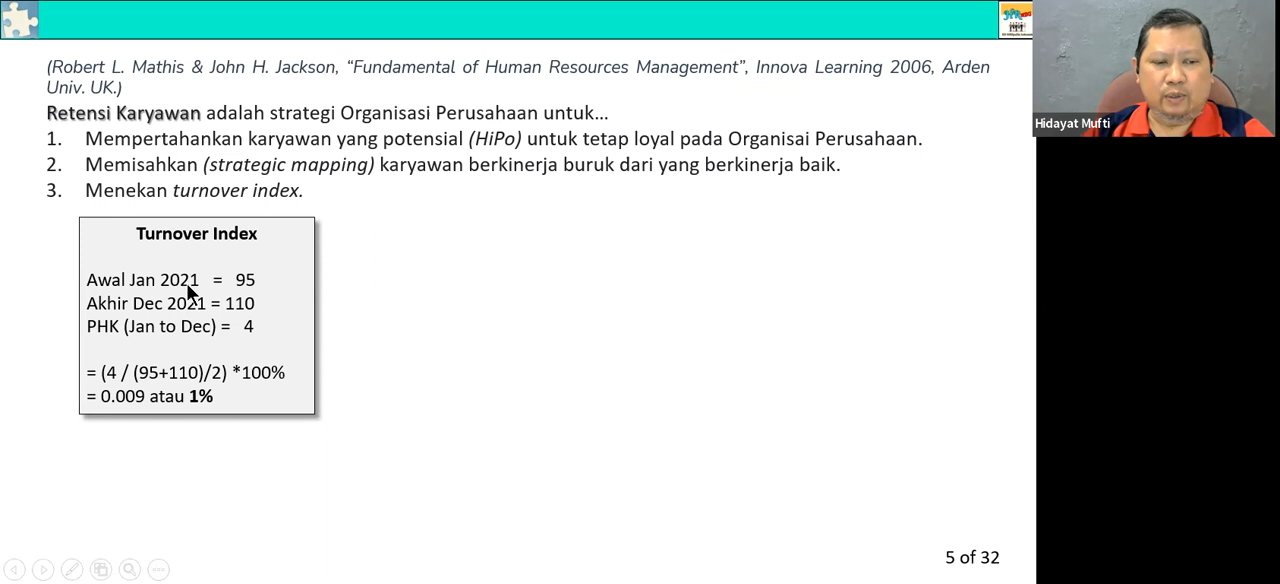 (Robert L. Mathis & John H. Jackson, “Fundamental of Human Resources Management”, Innova Learning 2006, Arden
Univ. UK.)
Retensi Karyawan adalah strategi Organisasi Perusahaan untuk...
1. Mempertahankan karyawan yang potensial (HiPo) untuk tetap loyal pada Organisai Perusahaan.
2. Memisahkan (strategic mapping) karyawan berkinerja buruk dari yang berkinerja baik.
3. Menekan turnover index.
Turnover Index
Awal Jan 2021 = 95
Akhir Dec 2021 = 110
PHK (Jan to Dec) = 4
= (4 / (95+110)/2) *100%
= 0.009 atau 1%
5 of 32
Hidayat Mufti